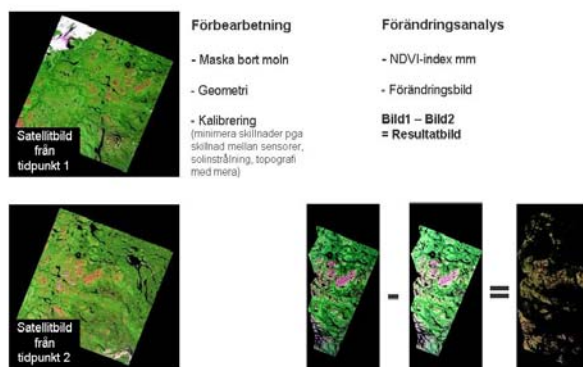 Satellitbild
från
tidpunkt 1
Förbearbetning
- Maska bort moln
- Geometri
- Kalibrering
(minimera skillnader pga
skillnad mellan sensorer,
solinstrålning, topografi
med mera)
Förändringsanalys
- NDVI-index mm
- Förändringsbild
Bild1 – Bild2
= Resultatbild
Satellitbild
från
tidpunkt 2
- =